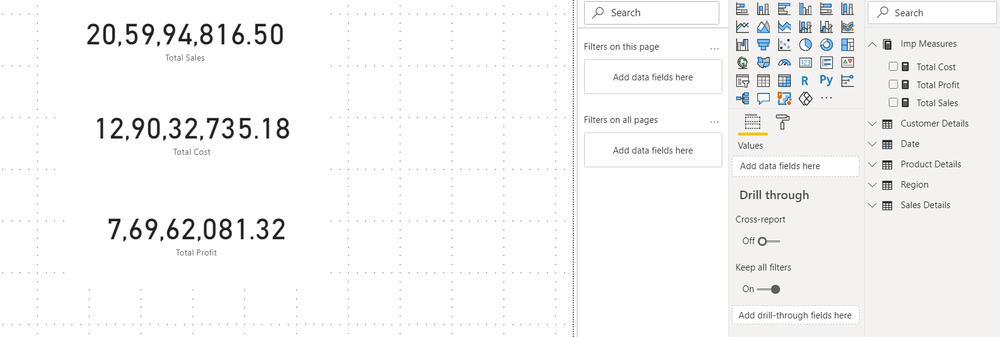 20,59,94,816.50
Total Sales
12,90,32,735.18
Total Cost
7,69,62,081.32
Total Profit
Search
Filters on this page
...
Add data fields here
Filters on all pages
...
Add data fields here
123
R
Py
...
Values
Add data fields here
Drill through
Cross-report
Off
Keep all filters
On
Add drill-through fields here
Search
Imp Measures
Total Cost
Total Profit
Total Sales
Customer Details
Date
Product Details
Region
Sales Details